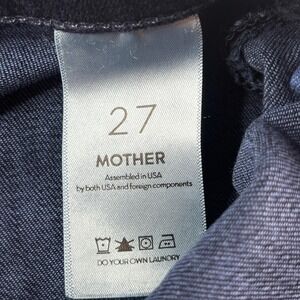 27
MOTHER
Assembled in USA
by both USA and foreign components
DO YOUR OWN LAUNDRY